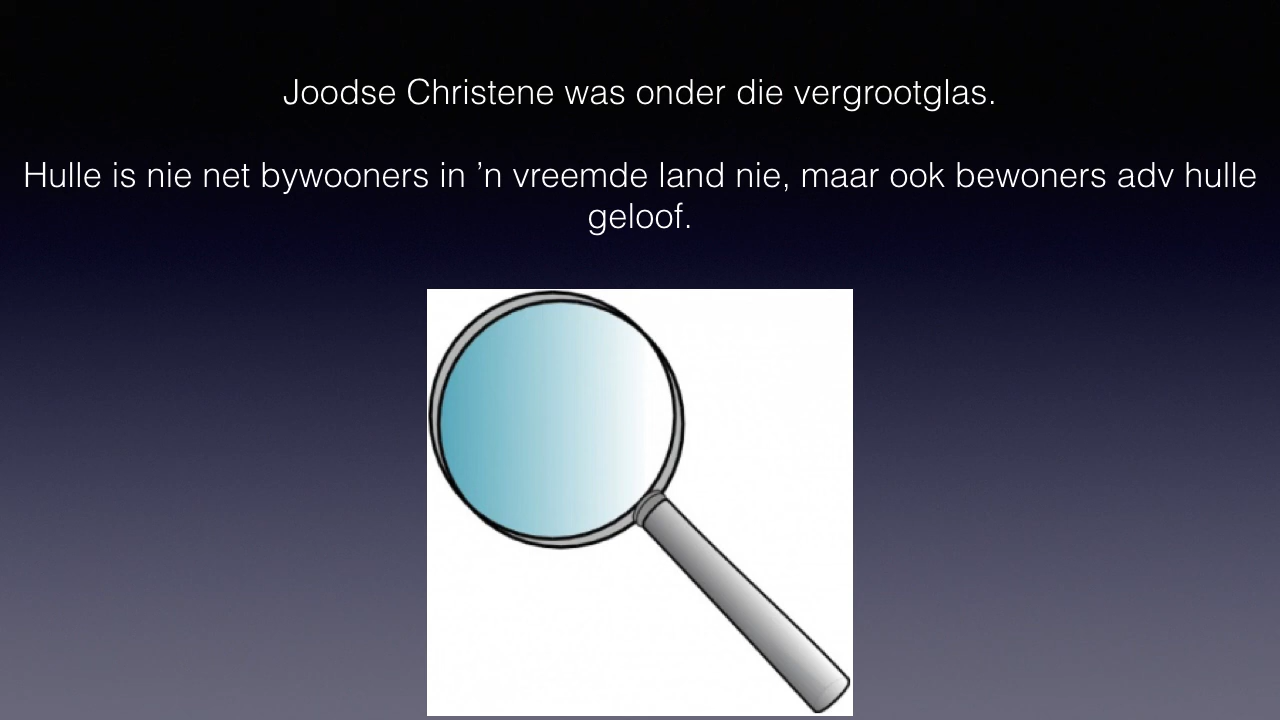 Joodse Christene was onder die vergrootglas.
Hulle is nie net bywooners in ’n vreemde land nie, maar ook bewoners adv hulle
geloof.